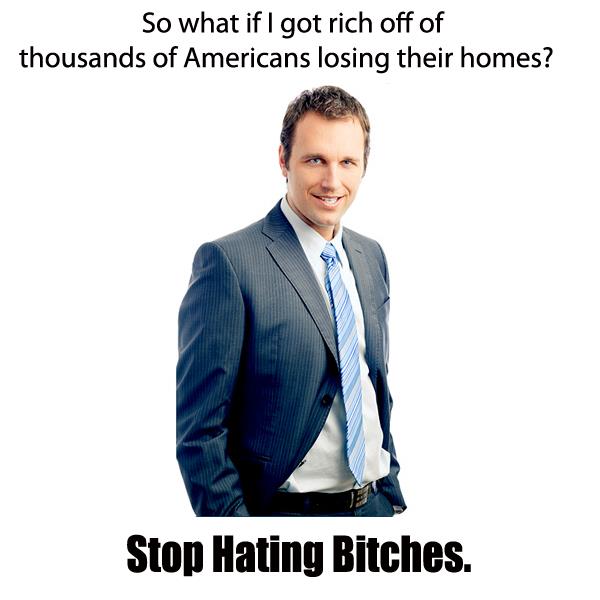 So what if I got rich off of
thousands of Americans losing their homes?
Stop Hating Bitches.